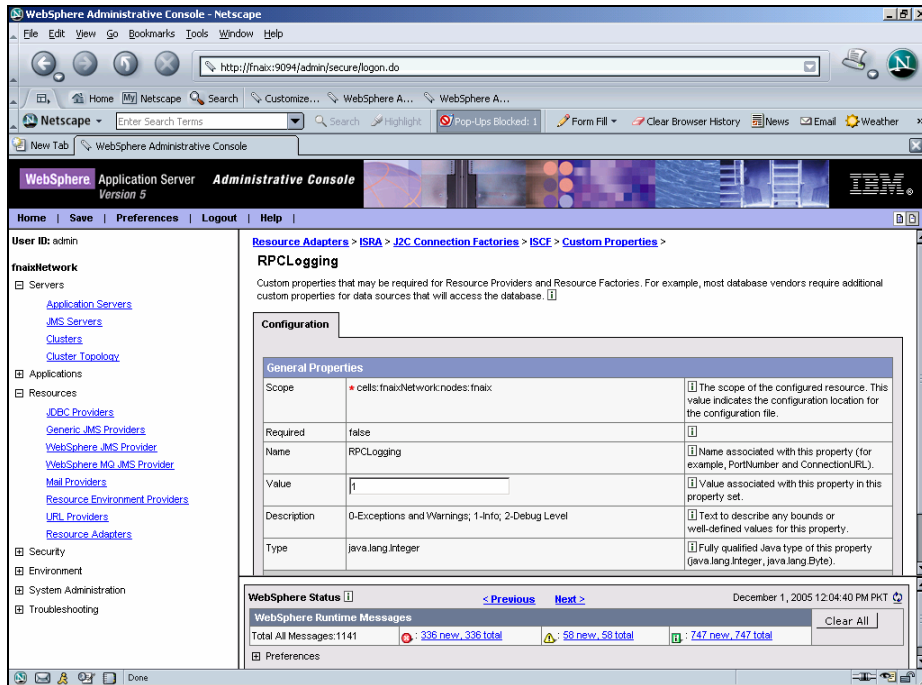 WebSphere Administrative Console - Netscape
File Edit View Go Bookmarks Tools Window Help
http://fnaix:9094/admin/secure/logon.do
Home My Netscape Search Customize... WebSphere A... WebSphere A...
Netscape Enter Search Terms Search Highlight Pop-Ups Blocked: 1 Form Fill Clear Browser History News Email Weather
New Tab WebSphere Administrative Console
WebSphere Application Server Administrative Console
Version 5
IBM
Home | Save | Preferences | Logout | Help |
User ID: admin
fnaixNetwork
Servers
Application Servers
JMS Servers
Clusters
Cluster Topology
Applications
Resources
JDBC Providers
Generic JMS Providers
WebSphere JMS Provider
WebSphere MQ JMS Provider
Mail Providers
Resource Environment Providers
URL Providers
Resource Adapters
Security
Environment
System Administration
Troubleshooting
Resource Adapters > ISRA > J2C Connection Factories > ISCF > Custom Properties >
RPCLogging
Custom properties that may be required for Resource Providers and Resource Factories. For example, most database vendors require additional
custom properties for data sources that will access the database.
Configuration
General Properties
Scope * cells:fnaixNetwork:nodes:fnaix The scope of the configured resource. This
value indicates the configuration location for
the configuration file.
Required false
Name RPCLogging Name associated with this property (for
example, PortNumber and ConnectionURL).
Value 1 Value associated with this property in this
property set.
Description 0-Exceptions and Warnings; 1-Info; 2-Debug Level Text to describe any bounds or
well-defined values for this property.
Type java.lang.Integer Fully qualified Java type of this property
(java.lang.Integer, java.lang.Byte).
WebSphere Status < Previous Next > December 1, 2005 12:04:40 PM PKT
WebSphere Runtime Messages Clear All
Total All Messages:1141 : 336 new, 336 total : 58 new, 58 total : 747 new, 747 total
Preferences
Done